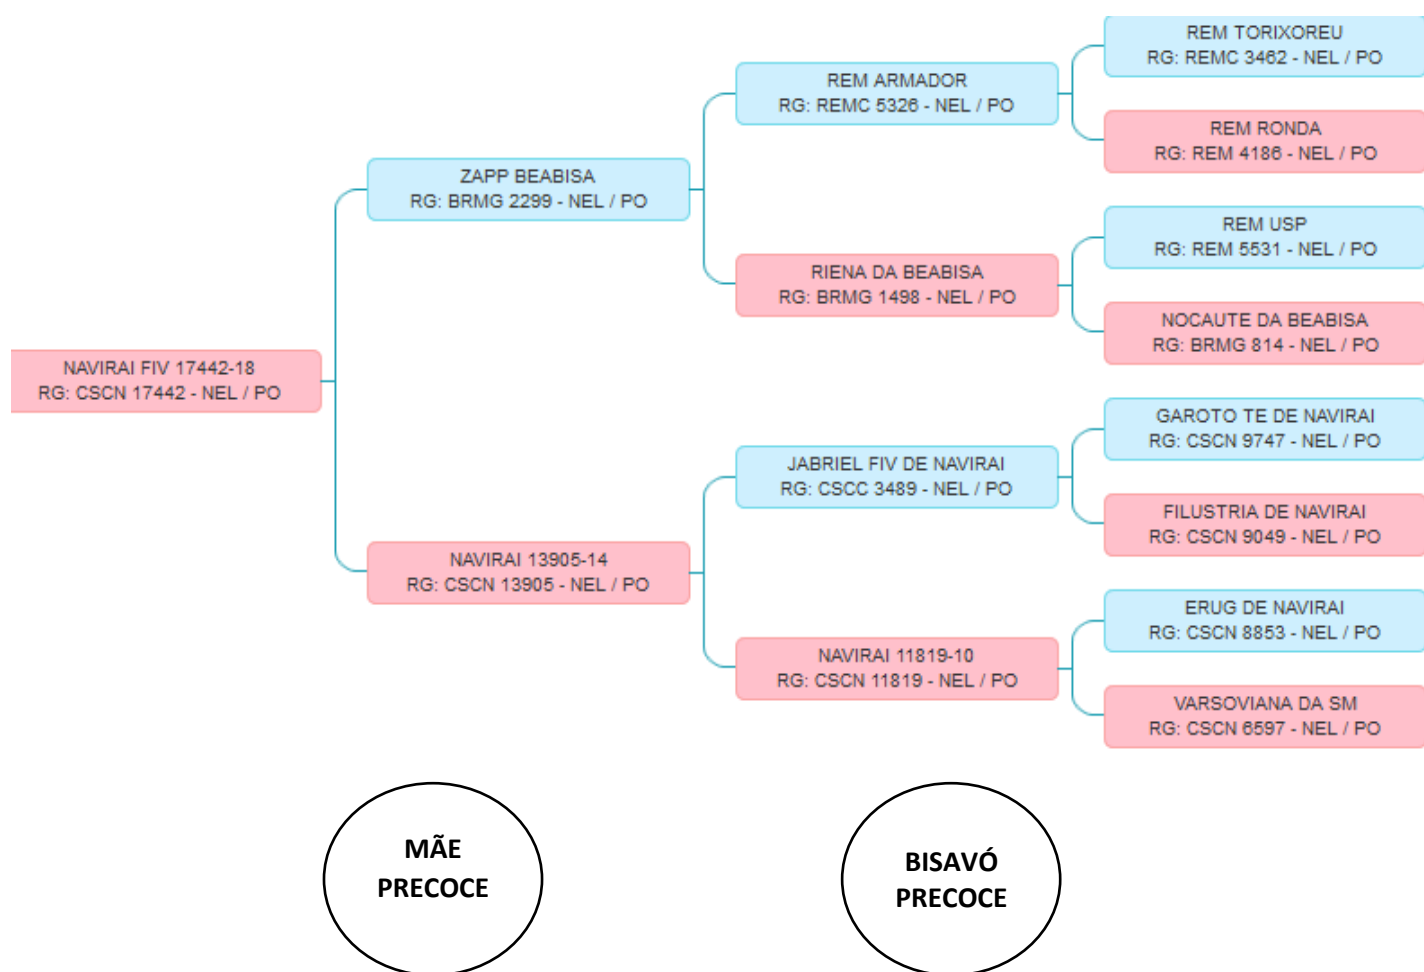 REM TORIXOREU
RG: REMC 3462 - NEL / PO
REM ARMADOR
RG: REMC 5326 - NEL / PO
REM RONDA
RG: REM 4186 - NEL / PO
ZAPP BEABISA
RG: BRMG 2299 - NEL / PO
REM USP
RG: REM 5531 - NEL / PO
RIENA DA BEABISA
RG: BRMG 1498 - NEL / PO
NOCAUTE DA BEABISA
RG: BRMG 814 - NEL / PO
NAVIRAI FIV 17442-18
RG: CSCN 17442 - NEL / PO
GAROTO TE DE NAVIRAI
RG: CSCN 9747 - NEL / PO
JABRIEL FIV DE NAVIRAI
RG: CSCC 3489 - NEL / PO
FILUSTRIA DE NAVIRAI
RG: CSCN 9049 - NEL / PO
NAVIRAI 13905-14
RG: CSCN 13905 - NEL / PO
ERUG DE NAVIRAI
RG: CSCN 8853 - NEL / PO
NAVIRAI 11819-10
RG: CSCN 11819 - NEL / PO
VARSOVIANA DA SM
RG: CSCN 6597 - NEL / PO
MÃE
PRECOCE
BISAVÓ
PRECOCE